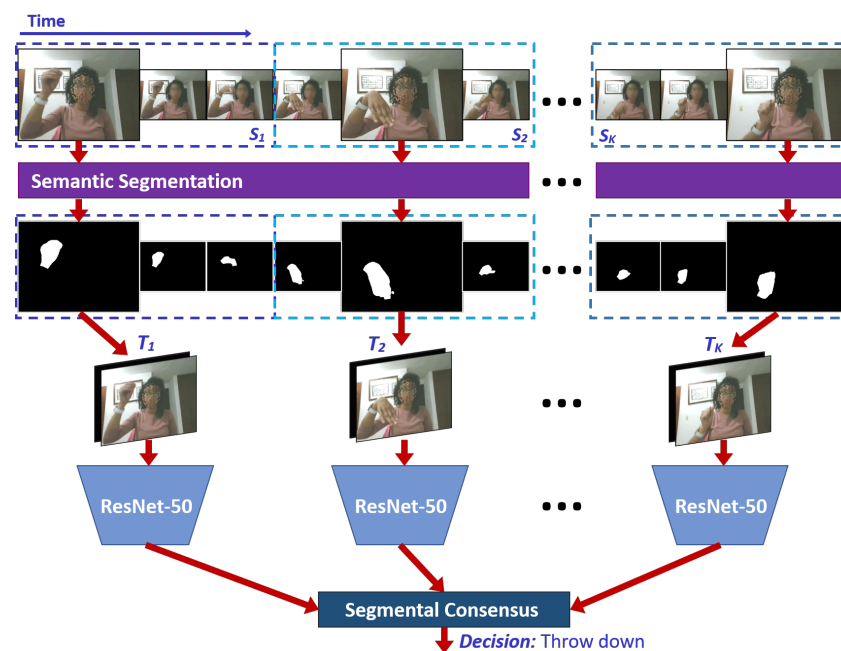 Time
S1
S2
SK
Semantic Segmentation
T1
T2
TK
ResNet-50
ResNet-50
ResNet-50
Segmental Consensus
Decision: Throw down